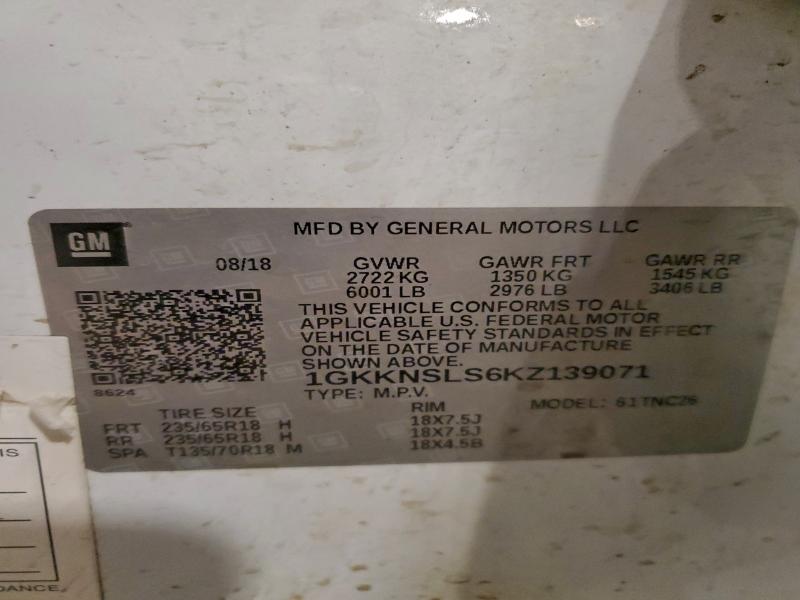 GM
MFD BY GENERAL MOTORS LLC
08/18 GVWR GAWR FRT GAWR RR
2722 KG 1350 KG 1545 KG
6001 LB 2976 LB 3406 LB
THIS VEHICLE CONFORMS TO ALL
APPLICABLE U.S. FEDERAL MOTOR
VEHICLE SAFETY STANDARDS IN EFFECT
ON THE DATE OF MANUFACTURE
SHOWN ABOVE.
1GKKNSLS6KZ139071
8624
TYPE: M.P.V. MODEL: 61TNC26
TIRE SIZE RIM
FRT 235/65R18 H 18X7.5J
RR 235/65R18 H 18X7.5J
SPA T135/70R18 M 18X4.5B
IS
DANCE.